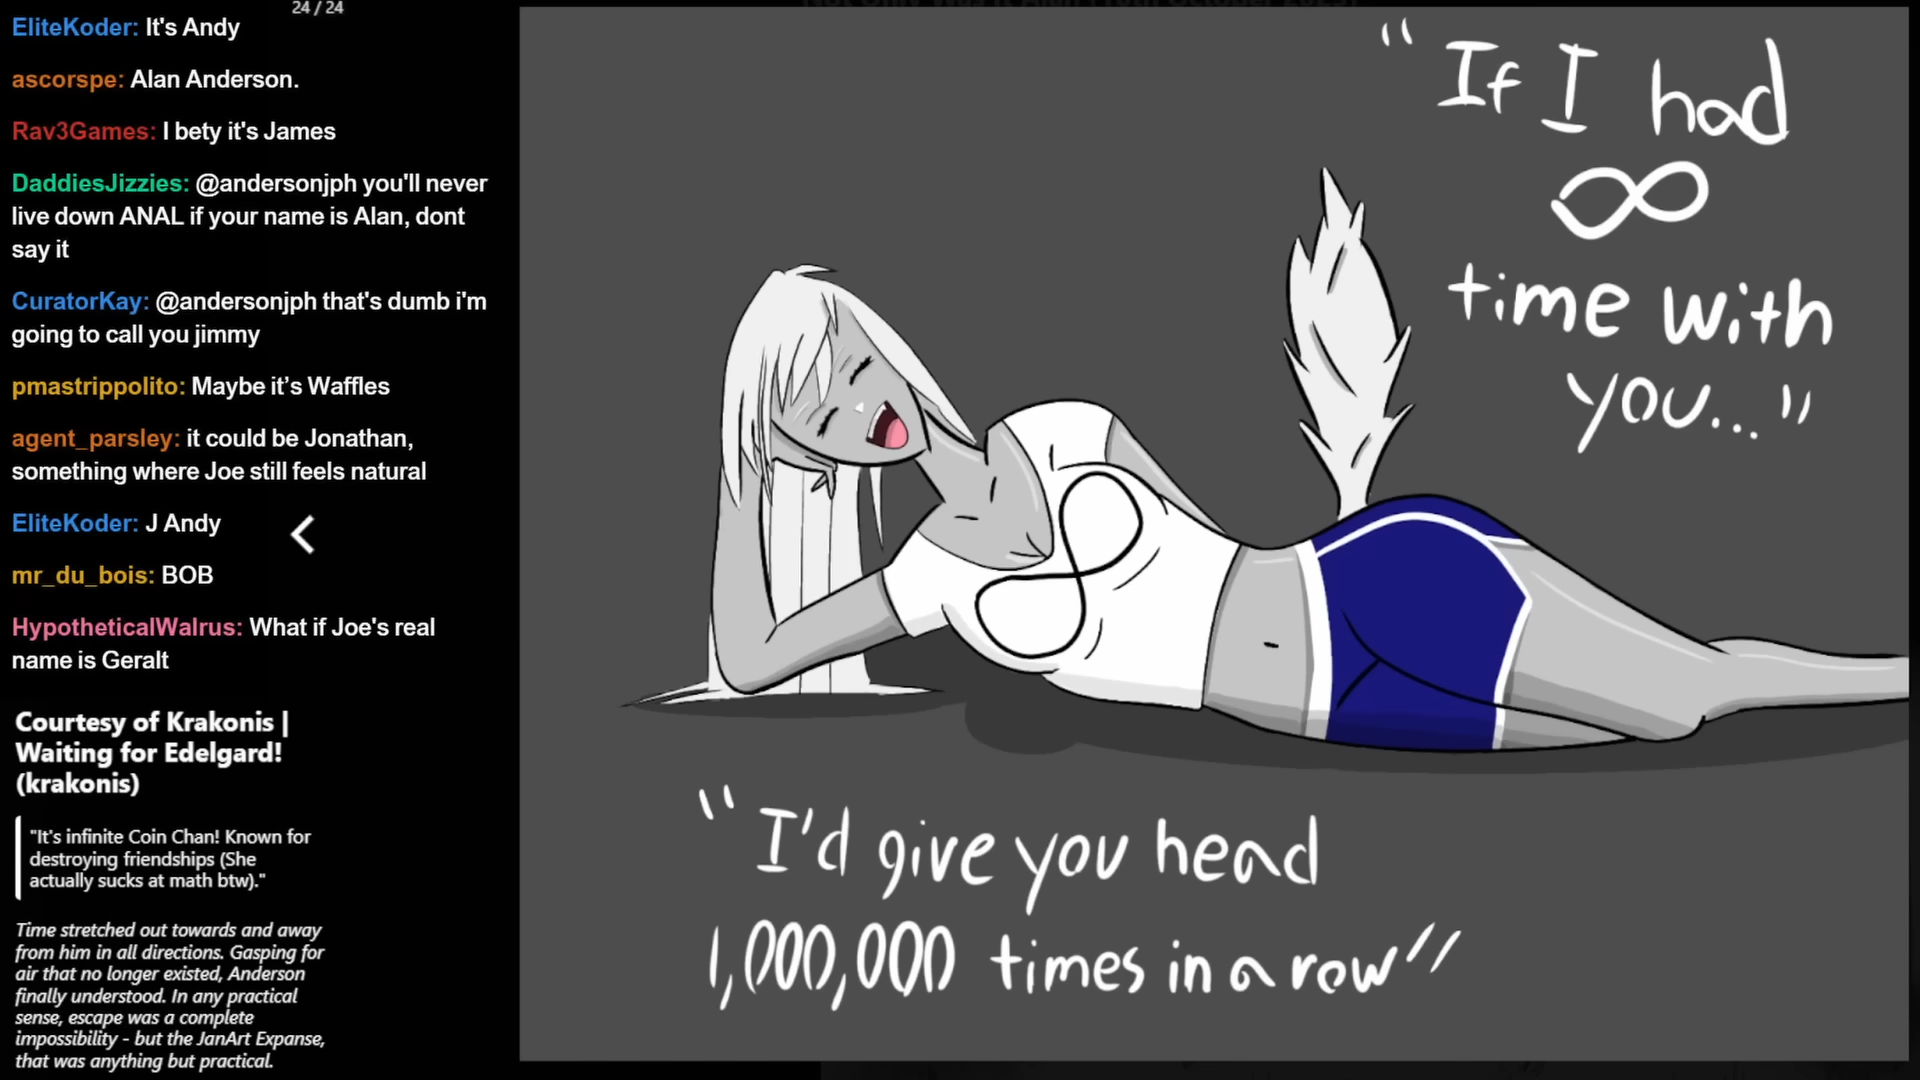 24 / 24
EliteKoder: It's Andy
ascorspe: Alan Anderson.
Rav3Games: I bety it's James
DaddiesJizzies: @andersonjph you'll never
live down ANAL if your name is Alan, dont
say it
CuratorKay: @andersonjph that's dumb i'm
going to call you jimmy
pmastrippolito: Maybe it’s Waffles
agent_parsley: it could be Jonathan,
something where Joe still feels natural
EliteKoder: J Andy
mr_du_bois: BOB
HypotheticalWalrus: What if Joe's real
name is Geralt
Courtesy of Krakonis |
Waiting for Edelgard!
(krakonis)
"It's infinite Coin Chan! Known for
destroying friendships (She
actually sucks at math btw)."
Time stretched out towards and away
from him in all directions. Gasping for
air that no longer existed, Anderson
finally understood. In any practical
sense, escape was a complete
impossibility - but the JanArt Expanse,
that was anything but practical.
"If I had
∞
time with
you..."
"I'd give you head
1,000,000 times in a row"